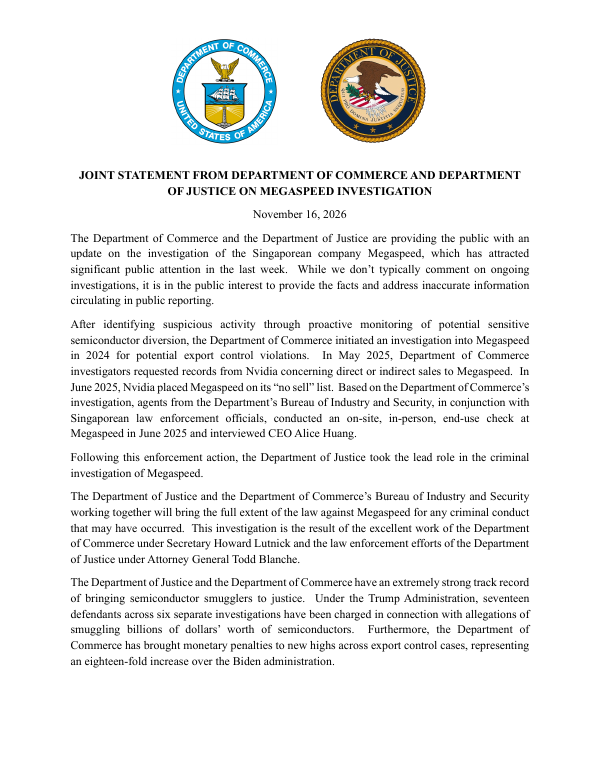 DEPARTMENT OF COMMERCE
UNITED STATES OF AMERICA
DEPARTMENT OF JUSTICE
JOINT STATEMENT FROM DEPARTMENT OF COMMERCE AND DEPARTMENT
OF JUSTICE ON MEGASPEED INVESTIGATION
November 16, 2026
The Department of Commerce and the Department of Justice are providing the public with an
update on the investigation of the Singaporean company Megaspeed, which has attracted
significant public attention in the last week.  While we don’t typically comment on ongoing
investigations, it is in the public interest to provide the facts and address inaccurate information
circulating in public reporting.
After identifying suspicious activity through proactive monitoring of potential sensitive
semiconductor diversion, the Department of Commerce initiated an investigation into Megaspeed
in 2024 for potential export control violations.  In May 2025, Department of Commerce
investigators requested records from Nvidia concerning direct or indirect sales to Megaspeed.  In
June 2025, Nvidia placed Megaspeed on its “no sell” list.  Based on the Department of Commerce’s
investigation, agents from the Department’s Bureau of Industry and Security, in conjunction with
Singaporean law enforcement officials, conducted an on-site, in-person, end-use check at
Megaspeed in June 2025 and interviewed CEO Alice Huang.
Following this enforcement action, the Department of Justice took the lead role in the criminal
investigation of Megaspeed.
The Department of Justice and the Department of Commerce’s Bureau of Industry and Security
working together will bring the full extent of the law against Megaspeed for any criminal conduct
that may have occurred.  This investigation is the result of the excellent work of the Department
of Commerce under Secretary Howard Lutnick and the law enforcement efforts of the Department
of Justice under Attorney General Todd Blanche.
The Department of Justice and the Department of Commerce have an extremely strong track record
of bringing semiconductor smugglers to justice.  Under the Trump Administration, seventeen
defendants across six separate investigations have been charged in connection with allegations of
smuggling billions of dollars’ worth of semiconductors.  Furthermore, the Department of
Commerce has brought monetary penalties to new highs across export control cases, representing
an eighteen-fold increase over the Biden administration.